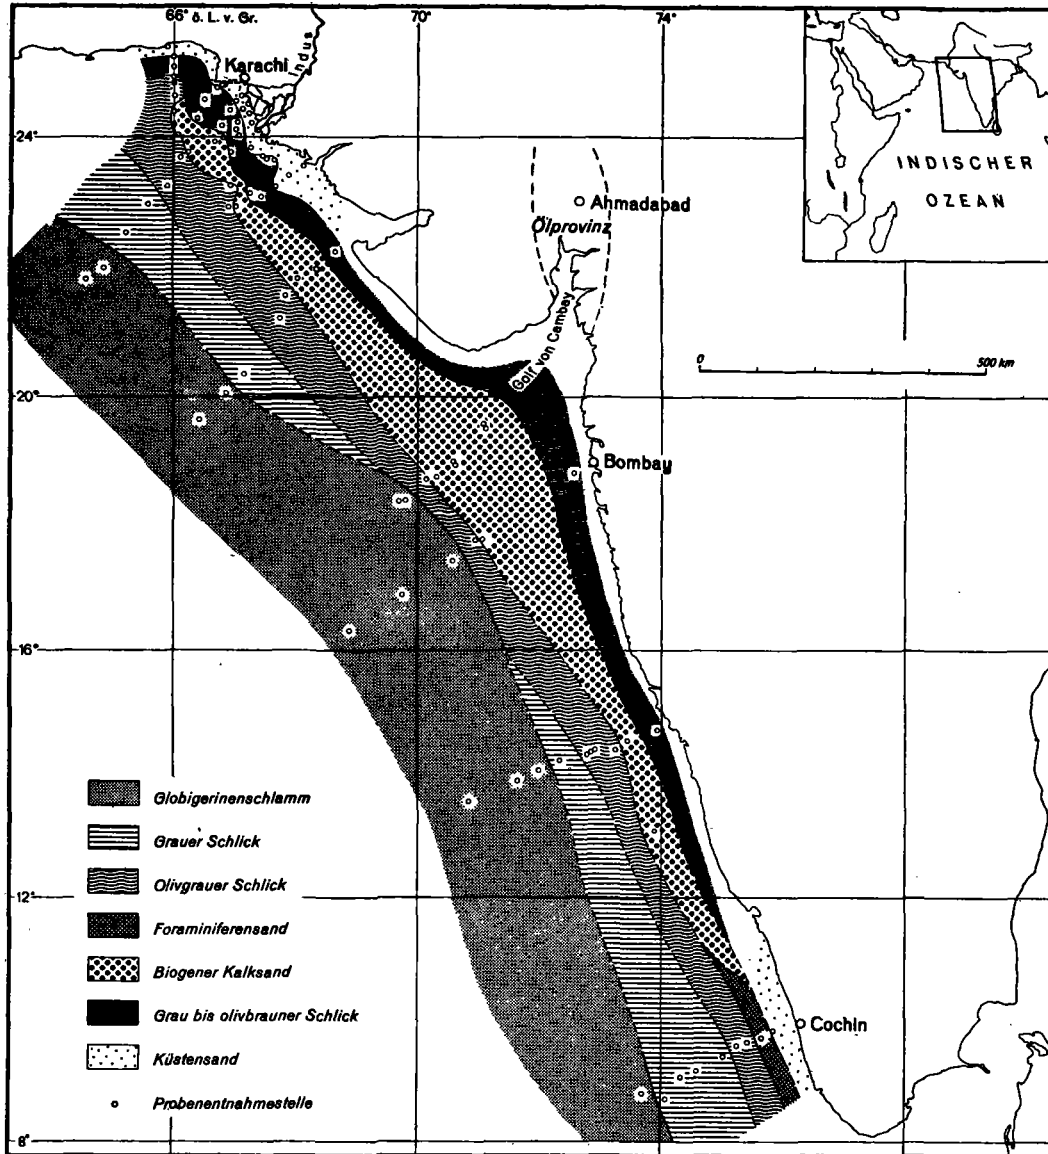 66° ö. L. v. Gr.
70°
74°
Indus
Karachi
24°
INDISCHER
OZEAN
Ahmadabad
Ölprovinz
Golf von Cambay
0
500 km
20°
Bombay
16°
Globigerinenschlamm
Grauer Schlick
Olivgrauer Schlick
12°
Foraminiferensand
Biogener Kalksand
Grau bis olivbrauner Schlick
Cochin
Küstensand
Probenentnahmestelle
8°